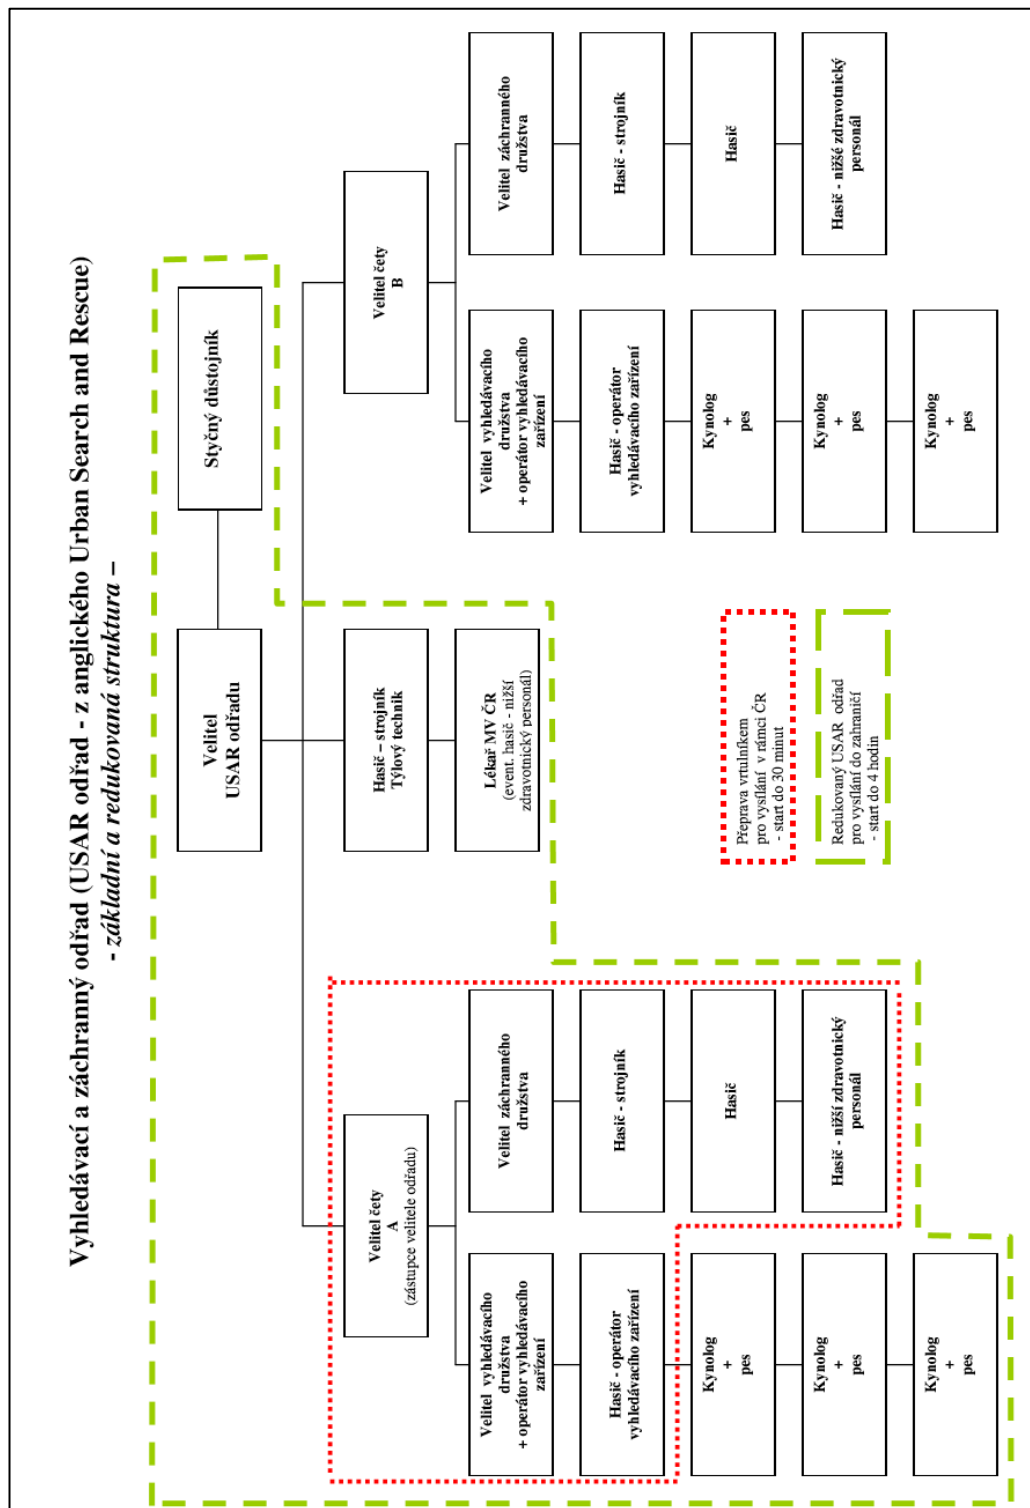 Vyhledávací a záchranný odřad (USAR odřad - z anglického Urban Search and Rescue)
- základní a redukovaná struktura –
Velitel
USAR odřadu
Styčný důstojník
Velitel čety
A
(zástupce velitele odřadu)
Hasič – strojník
Týlový technik
Lékař MV ČR
(event. hasič - nižší
zdravotnický personál)
Velitel čety
B
Velitel vyhledávacího
družstva
+ operátor vyhledávacího
zařízení
Hasič - operátor
vyhledávacího zařízení
Kynolog
+
pes
Kynolog
+
pes
Kynolog
+
pes
Velitel záchranného
družstva
Hasič - strojník
Hasič
Hasič - nižší zdravotnický
personál
Velitel vyhledávacího
družstva
+ operátor vyhledávacího
zařízení
Hasič - operátor
vyhledávacího zařízení
Kynolog
+
pes
Kynolog
+
pes
Kynolog
+
pes
Velitel záchranného
družstva
Hasič - strojník
Hasič
Hasič - nižšé zdravotnický
personál
Přeprava vrtulníkem
pro vysílání v rámci ČR
- start do 30 minut
Redukovaný USAR odřad
pro vysílání do zahraničí
- start do 4 hodin